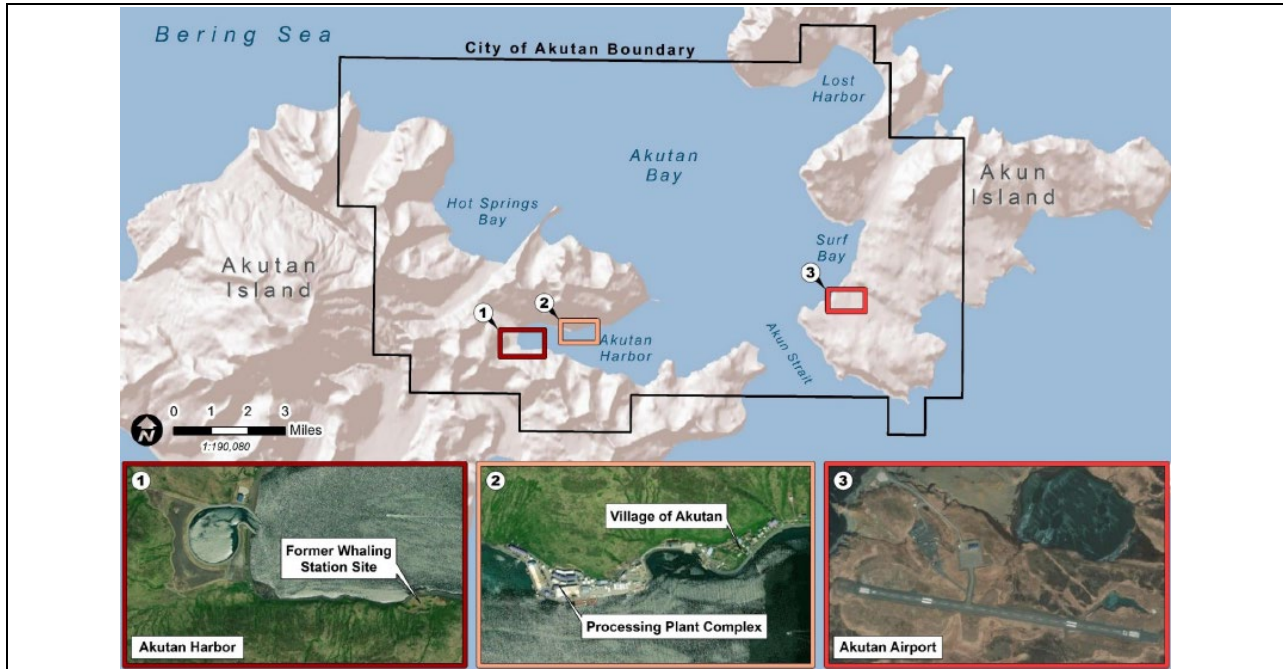 Bering Sea
City of Akutan Boundary
Lost
Harbor
Akutan
Bay
Akun
Island
Hot Springs
Bay
Surf
Bay
Akutan
Island
3
1
2
Akutan
Harbor
Akun Strait
N
0 1 2 3
Miles
1:190,080
1
Former Whaling
Station Site
Akutan Harbor
2
Village of Akutan
Processing Plant Complex
3
Akutan Airport